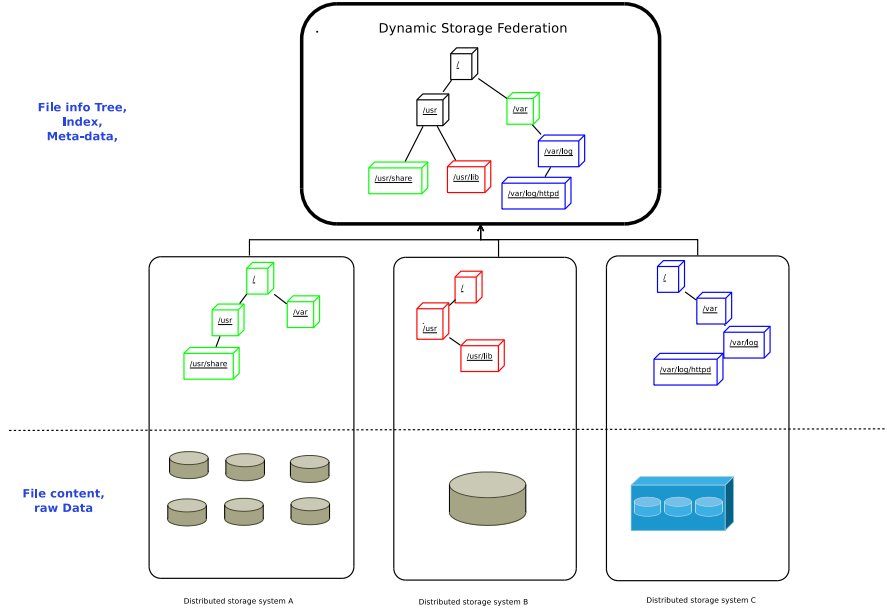 Dynamic Storage Federation
/
/usr
/var
/var/log
/usr/share
/usr/lib
/var/log/httpd
File info Tree,
Index,
Meta-data,
/
/usr
/var
/usr/share
/
/usr
/usr/lib
/
/var
/var/log
/var/log/httpd
File content,
raw Data
Distributed storage system A
Distributed storage system B
Distributed storage system C